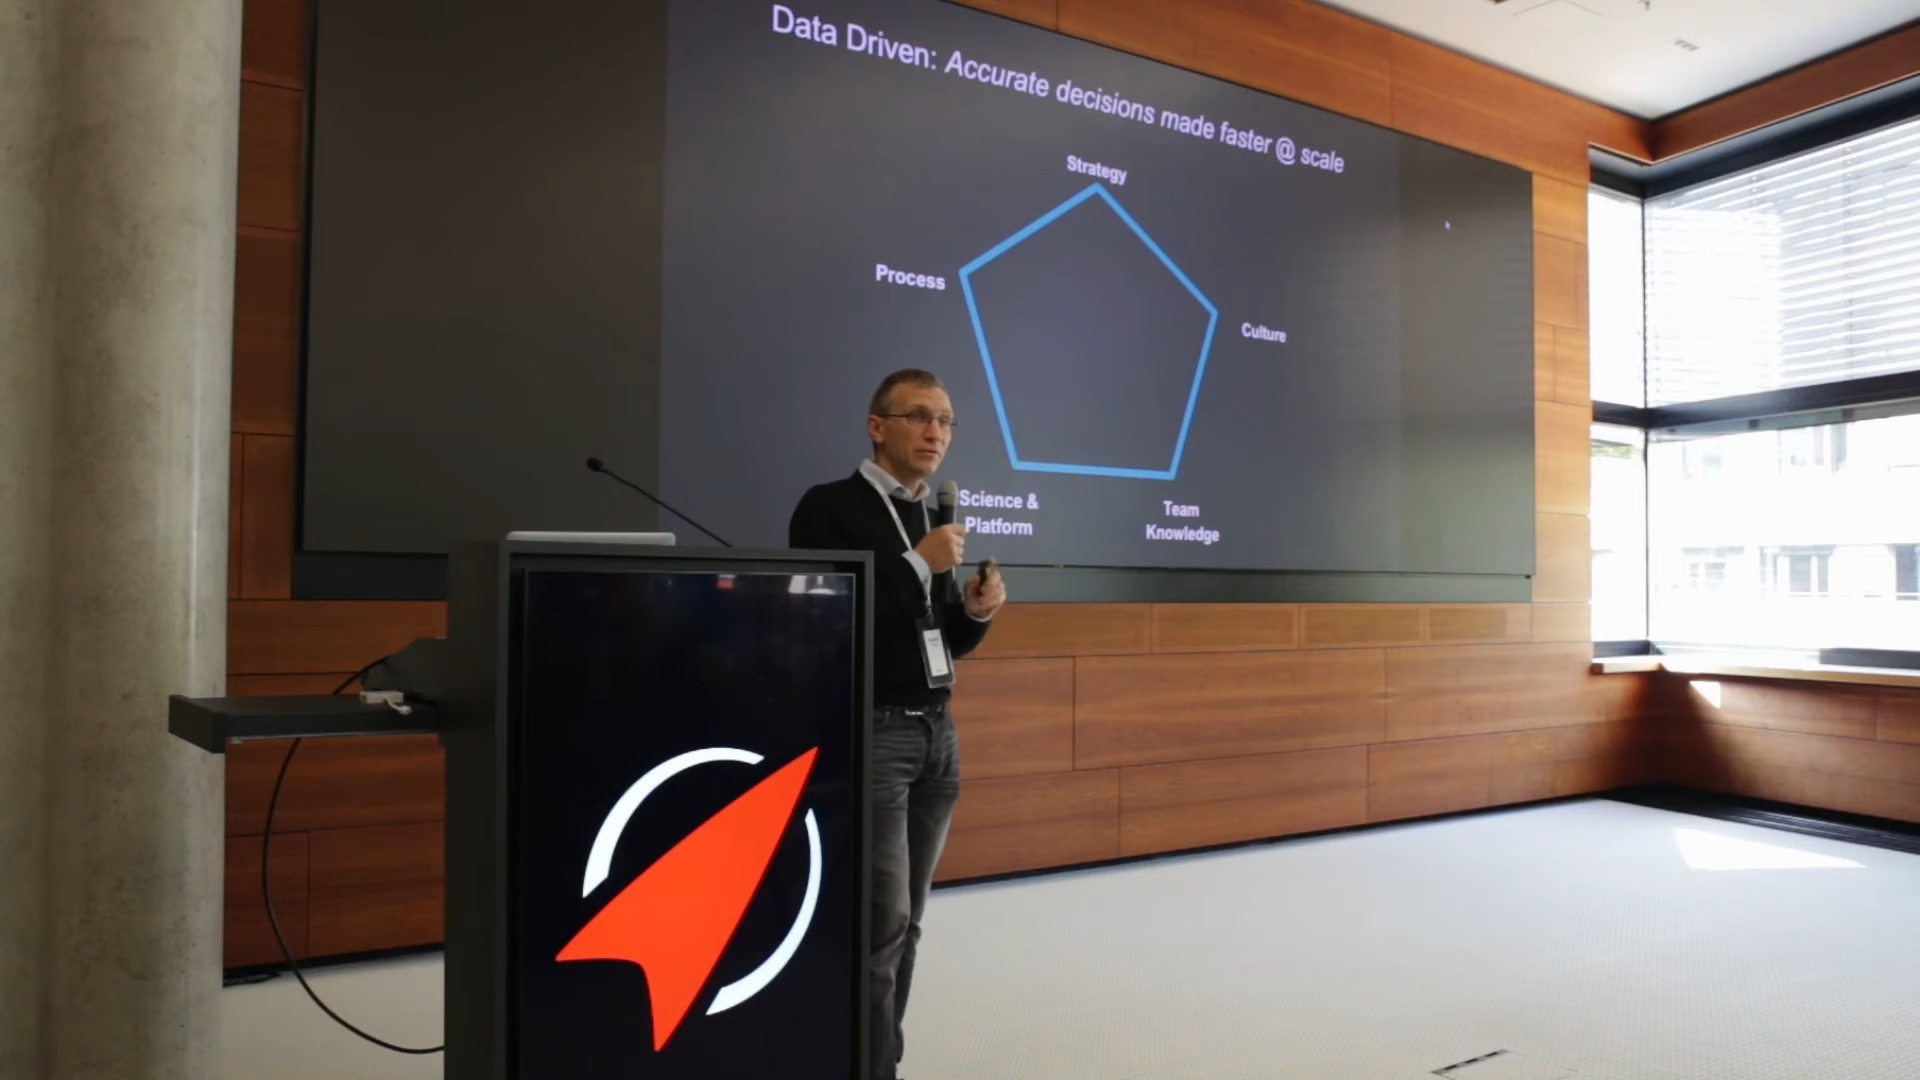 Data Driven: Accurate decisions made faster @ scale
Strategy
Process
Culture
Science &
Platform
Team
Knowledge